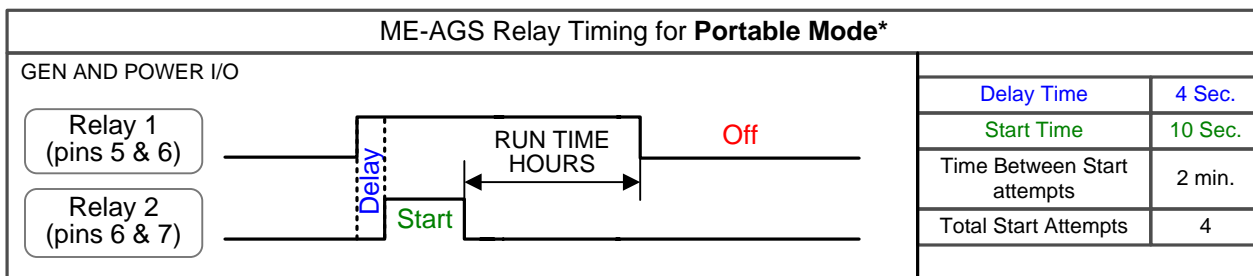 ME-AGS Relay Timing for Portable Mode*
GEN AND POWER I/O
Relay 1
(pins 5 & 6)
Relay 2
(pins 6 & 7)
Delay
Start
RUN TIME
HOURS
Off
Delay Time 4 Sec.
Start Time 10 Sec.
Time Between Start
attempts 2 min.
Total Start Attempts 4